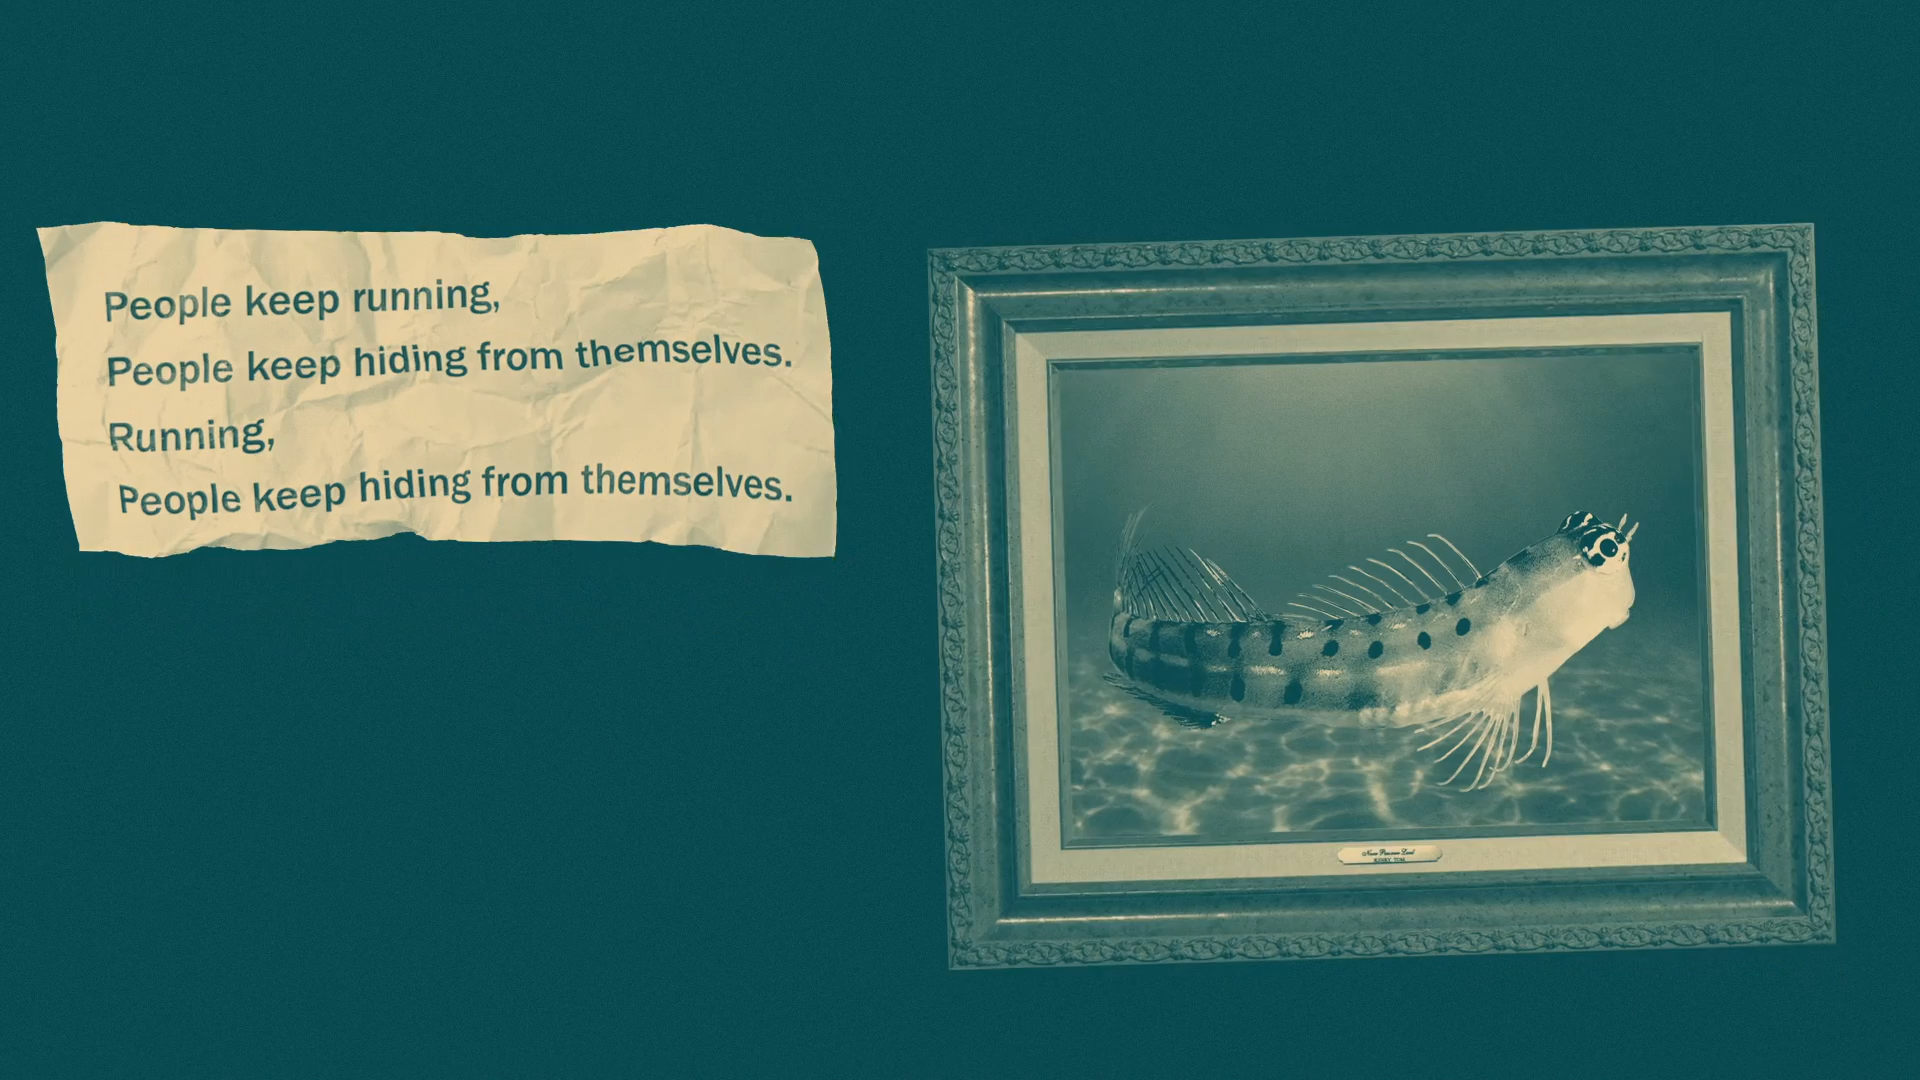 People keep running,
People keep hiding from themselves.
Running,
People keep hiding from themselves.